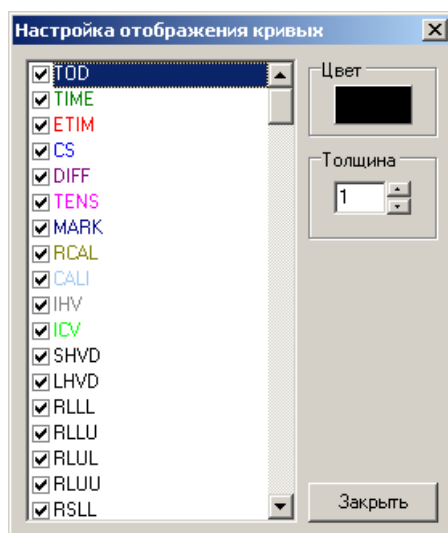 Настройка отображения кривых
TOD
TIME
ETIM
CS
DIFF
TENS
MARK
RCAL
CALI
IHV
ICV
SHVD
LHVD
RLLL
RLLU
RLUL
RLUU
RSLL
Цвет
Толщина
1
Закрыть